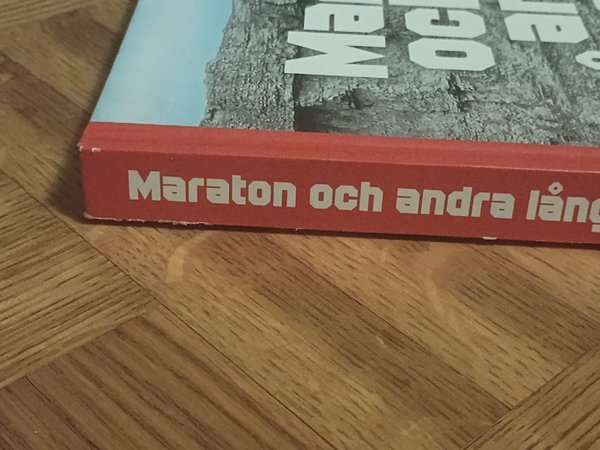 Maraton och andra lång